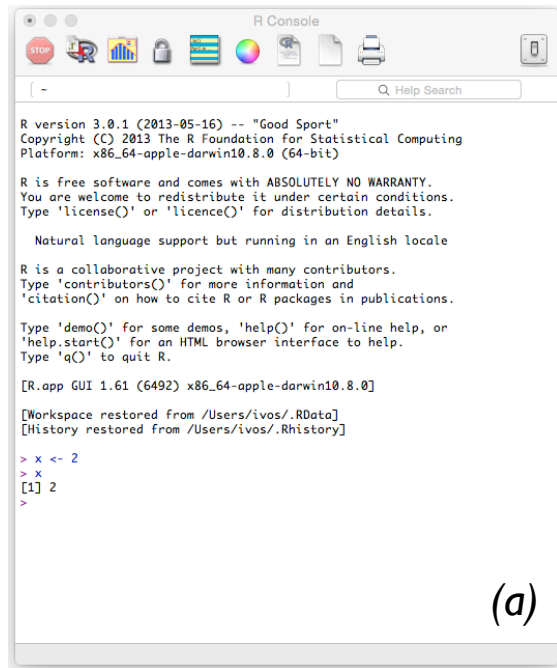 R Console
STOP
[ ~ ]
Help Search
R version 3.0.1 (2013-05-16) -- "Good Sport"
Copyright (C) 2013 The R Foundation for Statistical Computing
Platform: x86_64-apple-darwin10.8.0 (64-bit)
R is free software and comes with ABSOLUTELY NO WARRANTY.
You are welcome to redistribute it under certain conditions.
Type 'license()' or 'licence()' for distribution details.
Natural language support but running in an English locale
R is a collaborative project with many contributors.
Type 'contributors()' for more information and
'citation()' on how to cite R or R packages in publications.
Type 'demo()' for some demos, 'help()' for on-line help, or
'help.start()' for an HTML browser interface to help.
Type 'q()' to quit R.
[R.app GUI 1.61 (6492) x86_64-apple-darwin10.8.0]
[Workspace restored from /Users/ivos/.RData]
[History restored from /Users/ivos/.Rhistory]
> x <- 2
> x
[1] 2
>
(a)